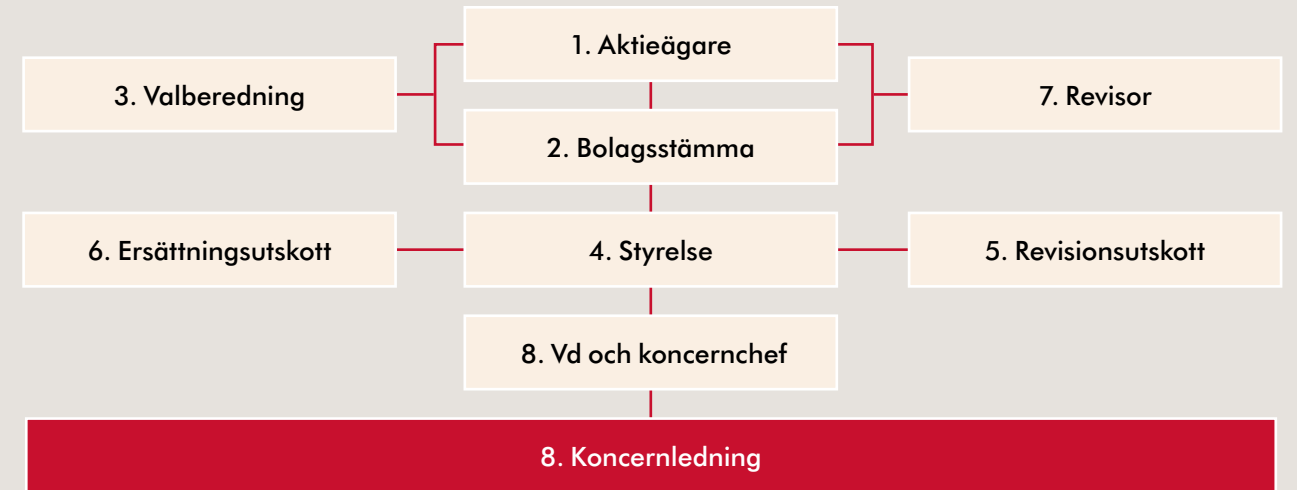 1. Aktieägare
3. Valberedning
7. Revisor
2. Bolagsstämma
6. Ersättningsutskott
4. Styrelse
5. Revisionsutskott
8. Vd och koncernchef
8. Koncernledning